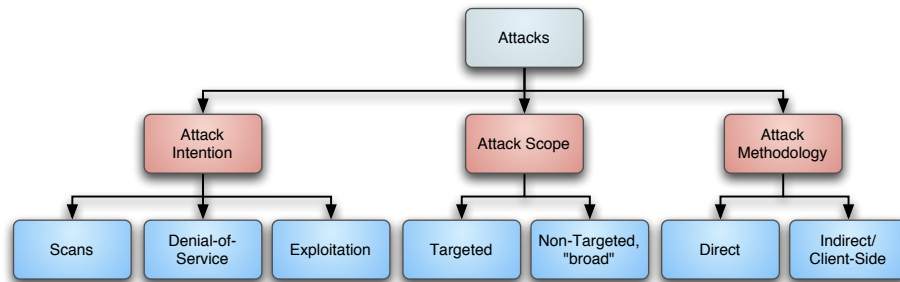 Attacks
Attack
Intention
Attack Scope
Attack
Methodology
Scans
Denial-of-
Service
Exploitation
Targeted
Non-Targeted,
"broad"
Direct
Indirect/
Client-Side